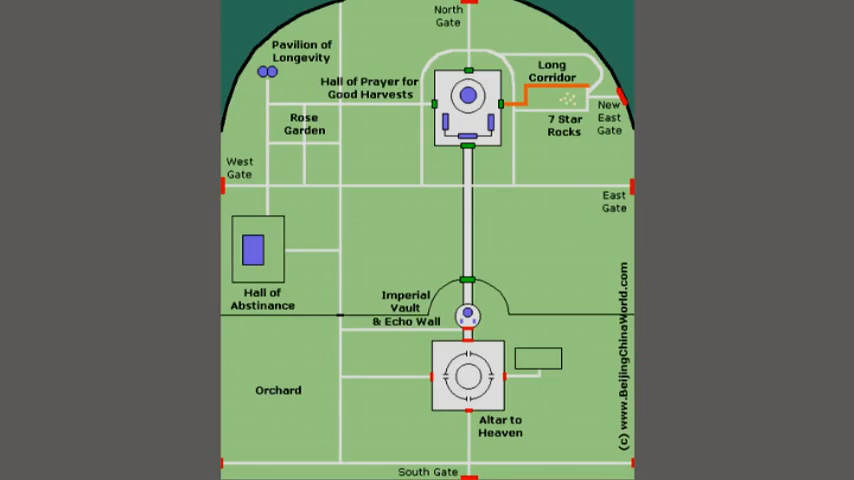 North
Gate
Pavilion of
Longevity
Long
Corridor
Hall of Prayer for
Good Harvests
New
East
Gate
Rose
Garden
7 Star
Rocks
West
Gate
East
Gate
Hall of
Abstinance
Imperial
Vault
& Echo Wall
Orchard
Altar to
Heaven
South Gate
(c) www.BeijingChinaWorld.com